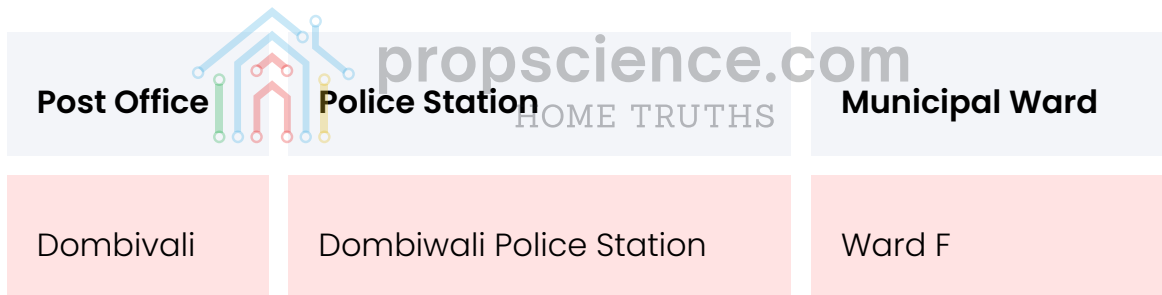 propscience.com
HOME TRUTHS
Post Office Police Station Municipal Ward
Dombivali Dombiwali Police Station Ward F